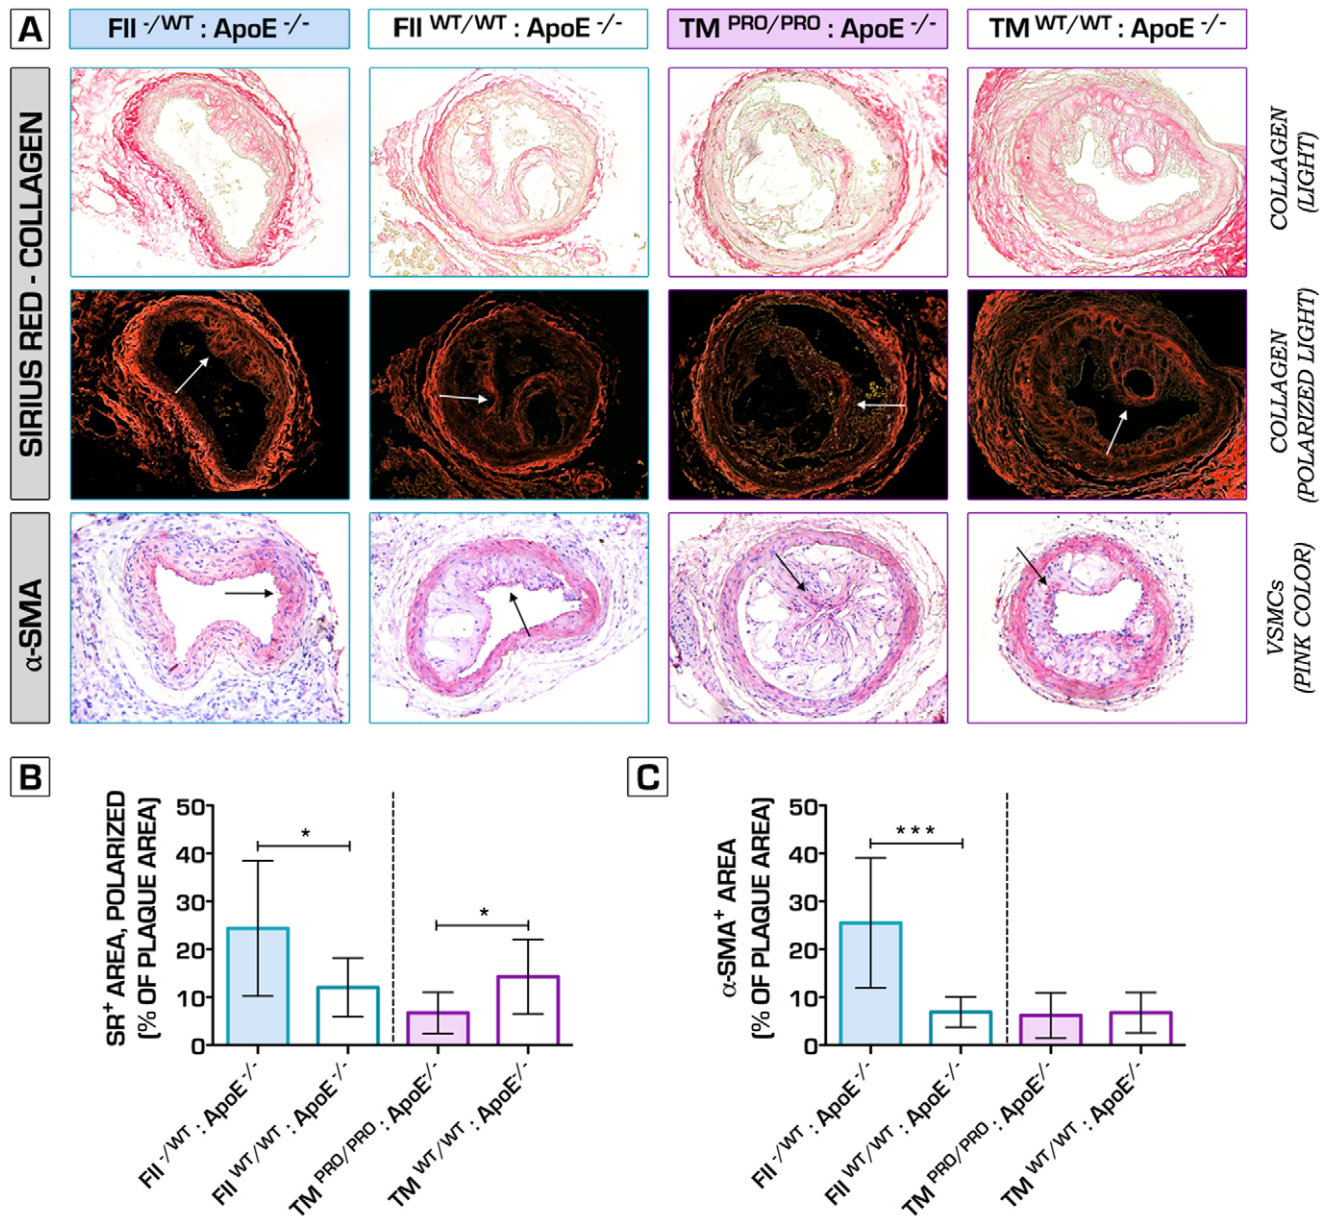 A
FII -/WT : ApoE -/-
FII WT/WT : ApoE -/-
TM PRO/PRO : ApoE -/-
TM WT/WT : ApoE -/-
SIRIUS RED - COLLAGEN
COLLAGEN
(LIGHT)
COLLAGEN
(POLARIZED LIGHT)
α-SMA
VSMCs
(PINK COLOR)
B
SR+ AREA, POLARIZED
(% OF PLAQUE AREA)
50
40
30
20
10
0
*
*
FII -/WT : ApoE -/-
FII WT/WT : ApoE -/-
TM PRO/PRO : ApoE -/-
TM WT/WT : ApoE -/-
C
α-SMA+ AREA
(% OF PLAQUE AREA)
50
40
30
20
10
0
***
FII -/WT : ApoE -/-
FII WT/WT : ApoE -/-
TM PRO/PRO : ApoE -/-
TM WT/WT : ApoE -/-